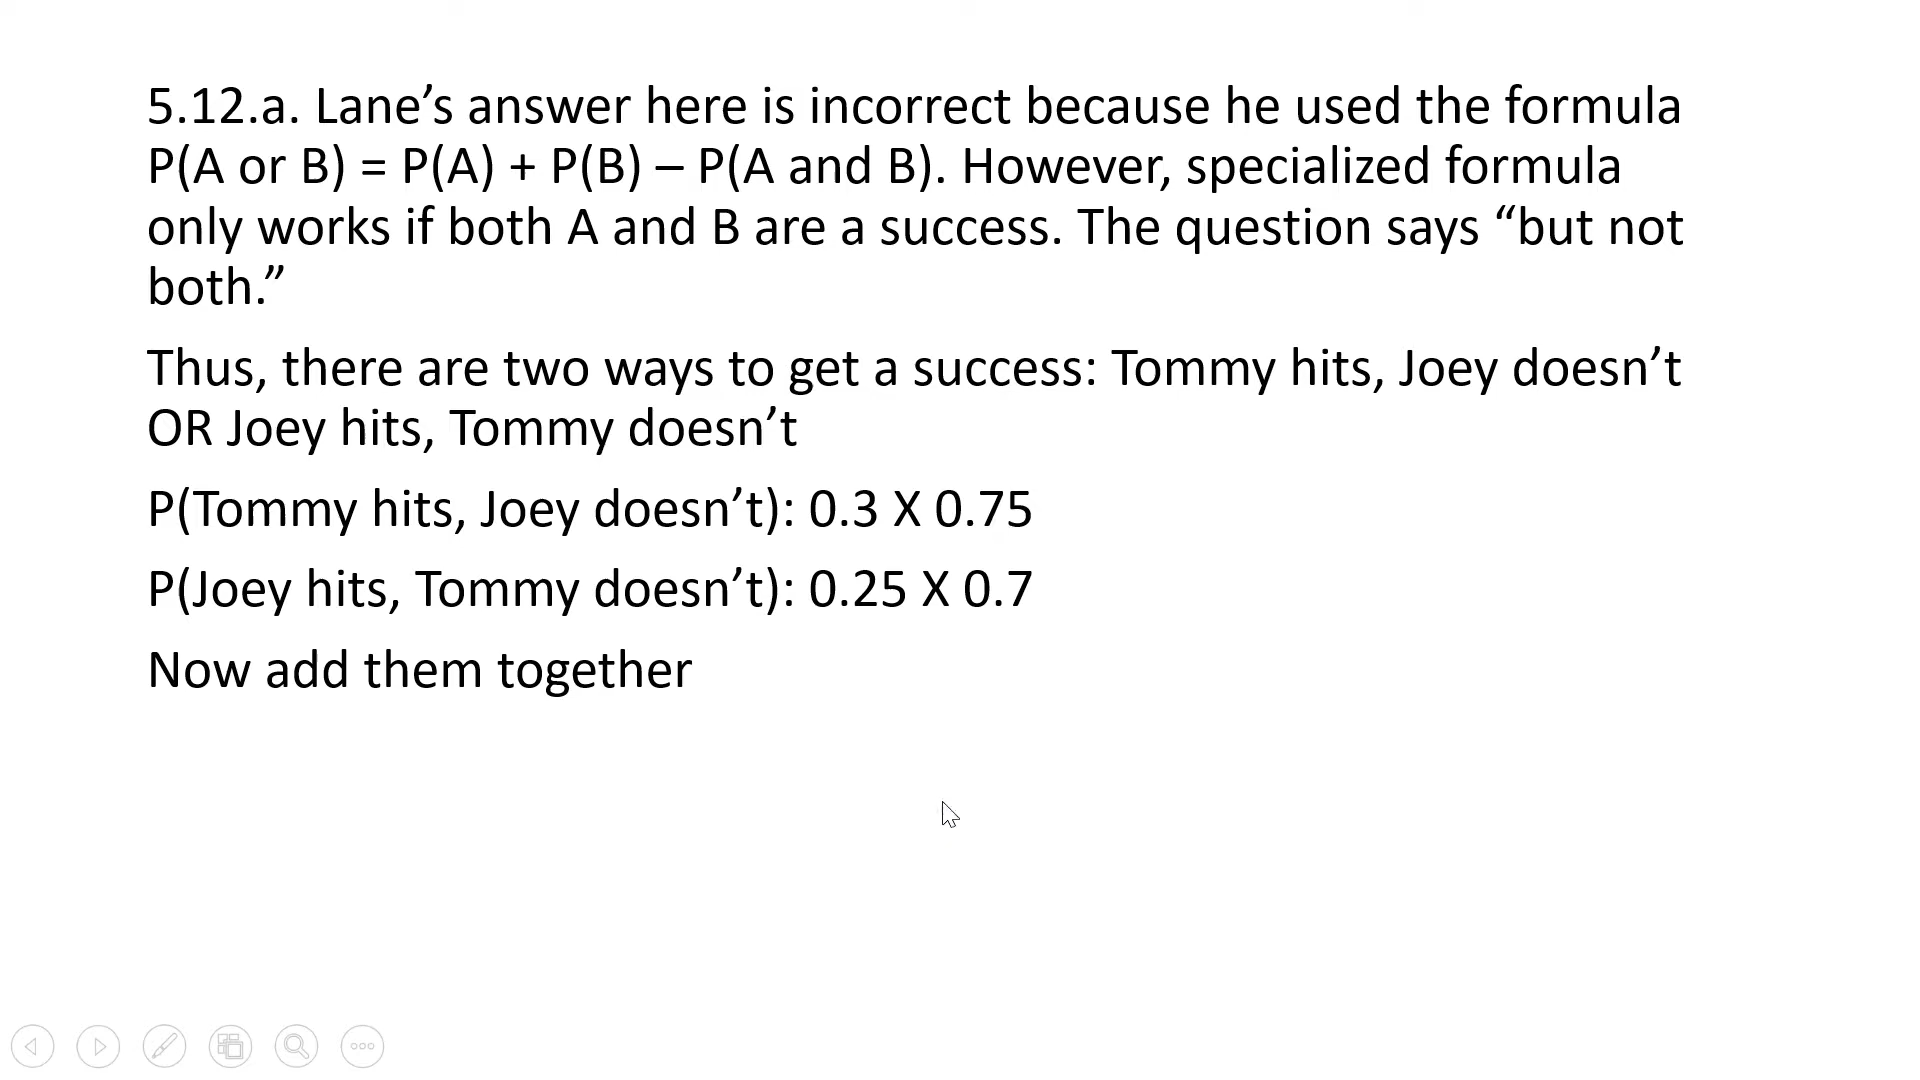 5.12.a. Lane’s answer here is incorrect because he used the formula
P(A or B) = P(A) + P(B) – P(A and B). However, specialized formula
only works if both A and B are a success. The question says “but not
both.”
Thus, there are two ways to get a success: Tommy hits, Joey doesn’t
OR Joey hits, Tommy doesn’t
P(Tommy hits, Joey doesn’t): 0.3 X 0.75
P(Joey hits, Tommy doesn’t): 0.25 X 0.7
Now add them together